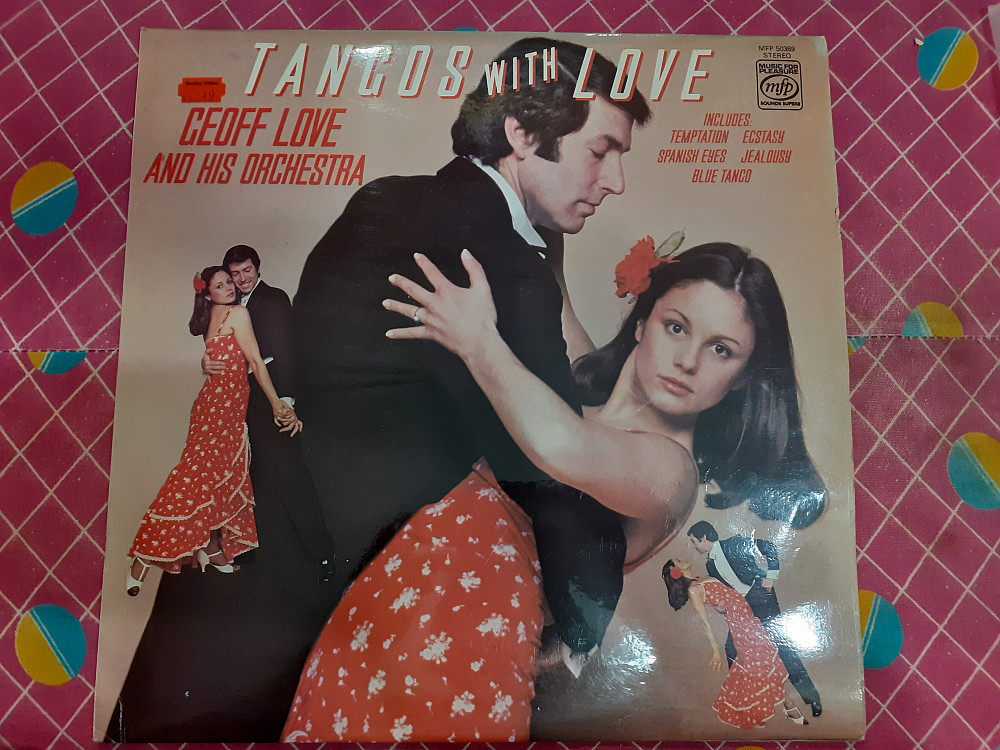 TANGOS WITH LOVE
GEOFF LOVE
AND HIS ORCHESTRA
MFP 50369
STEREO
MUSIC FOR
PLEASURE
mfp
SOUNDS SUPERB
INCLUDES:
TEMPTATION ECSTASY
SPANISH EYES JEALOUSY
BLUE TANGO